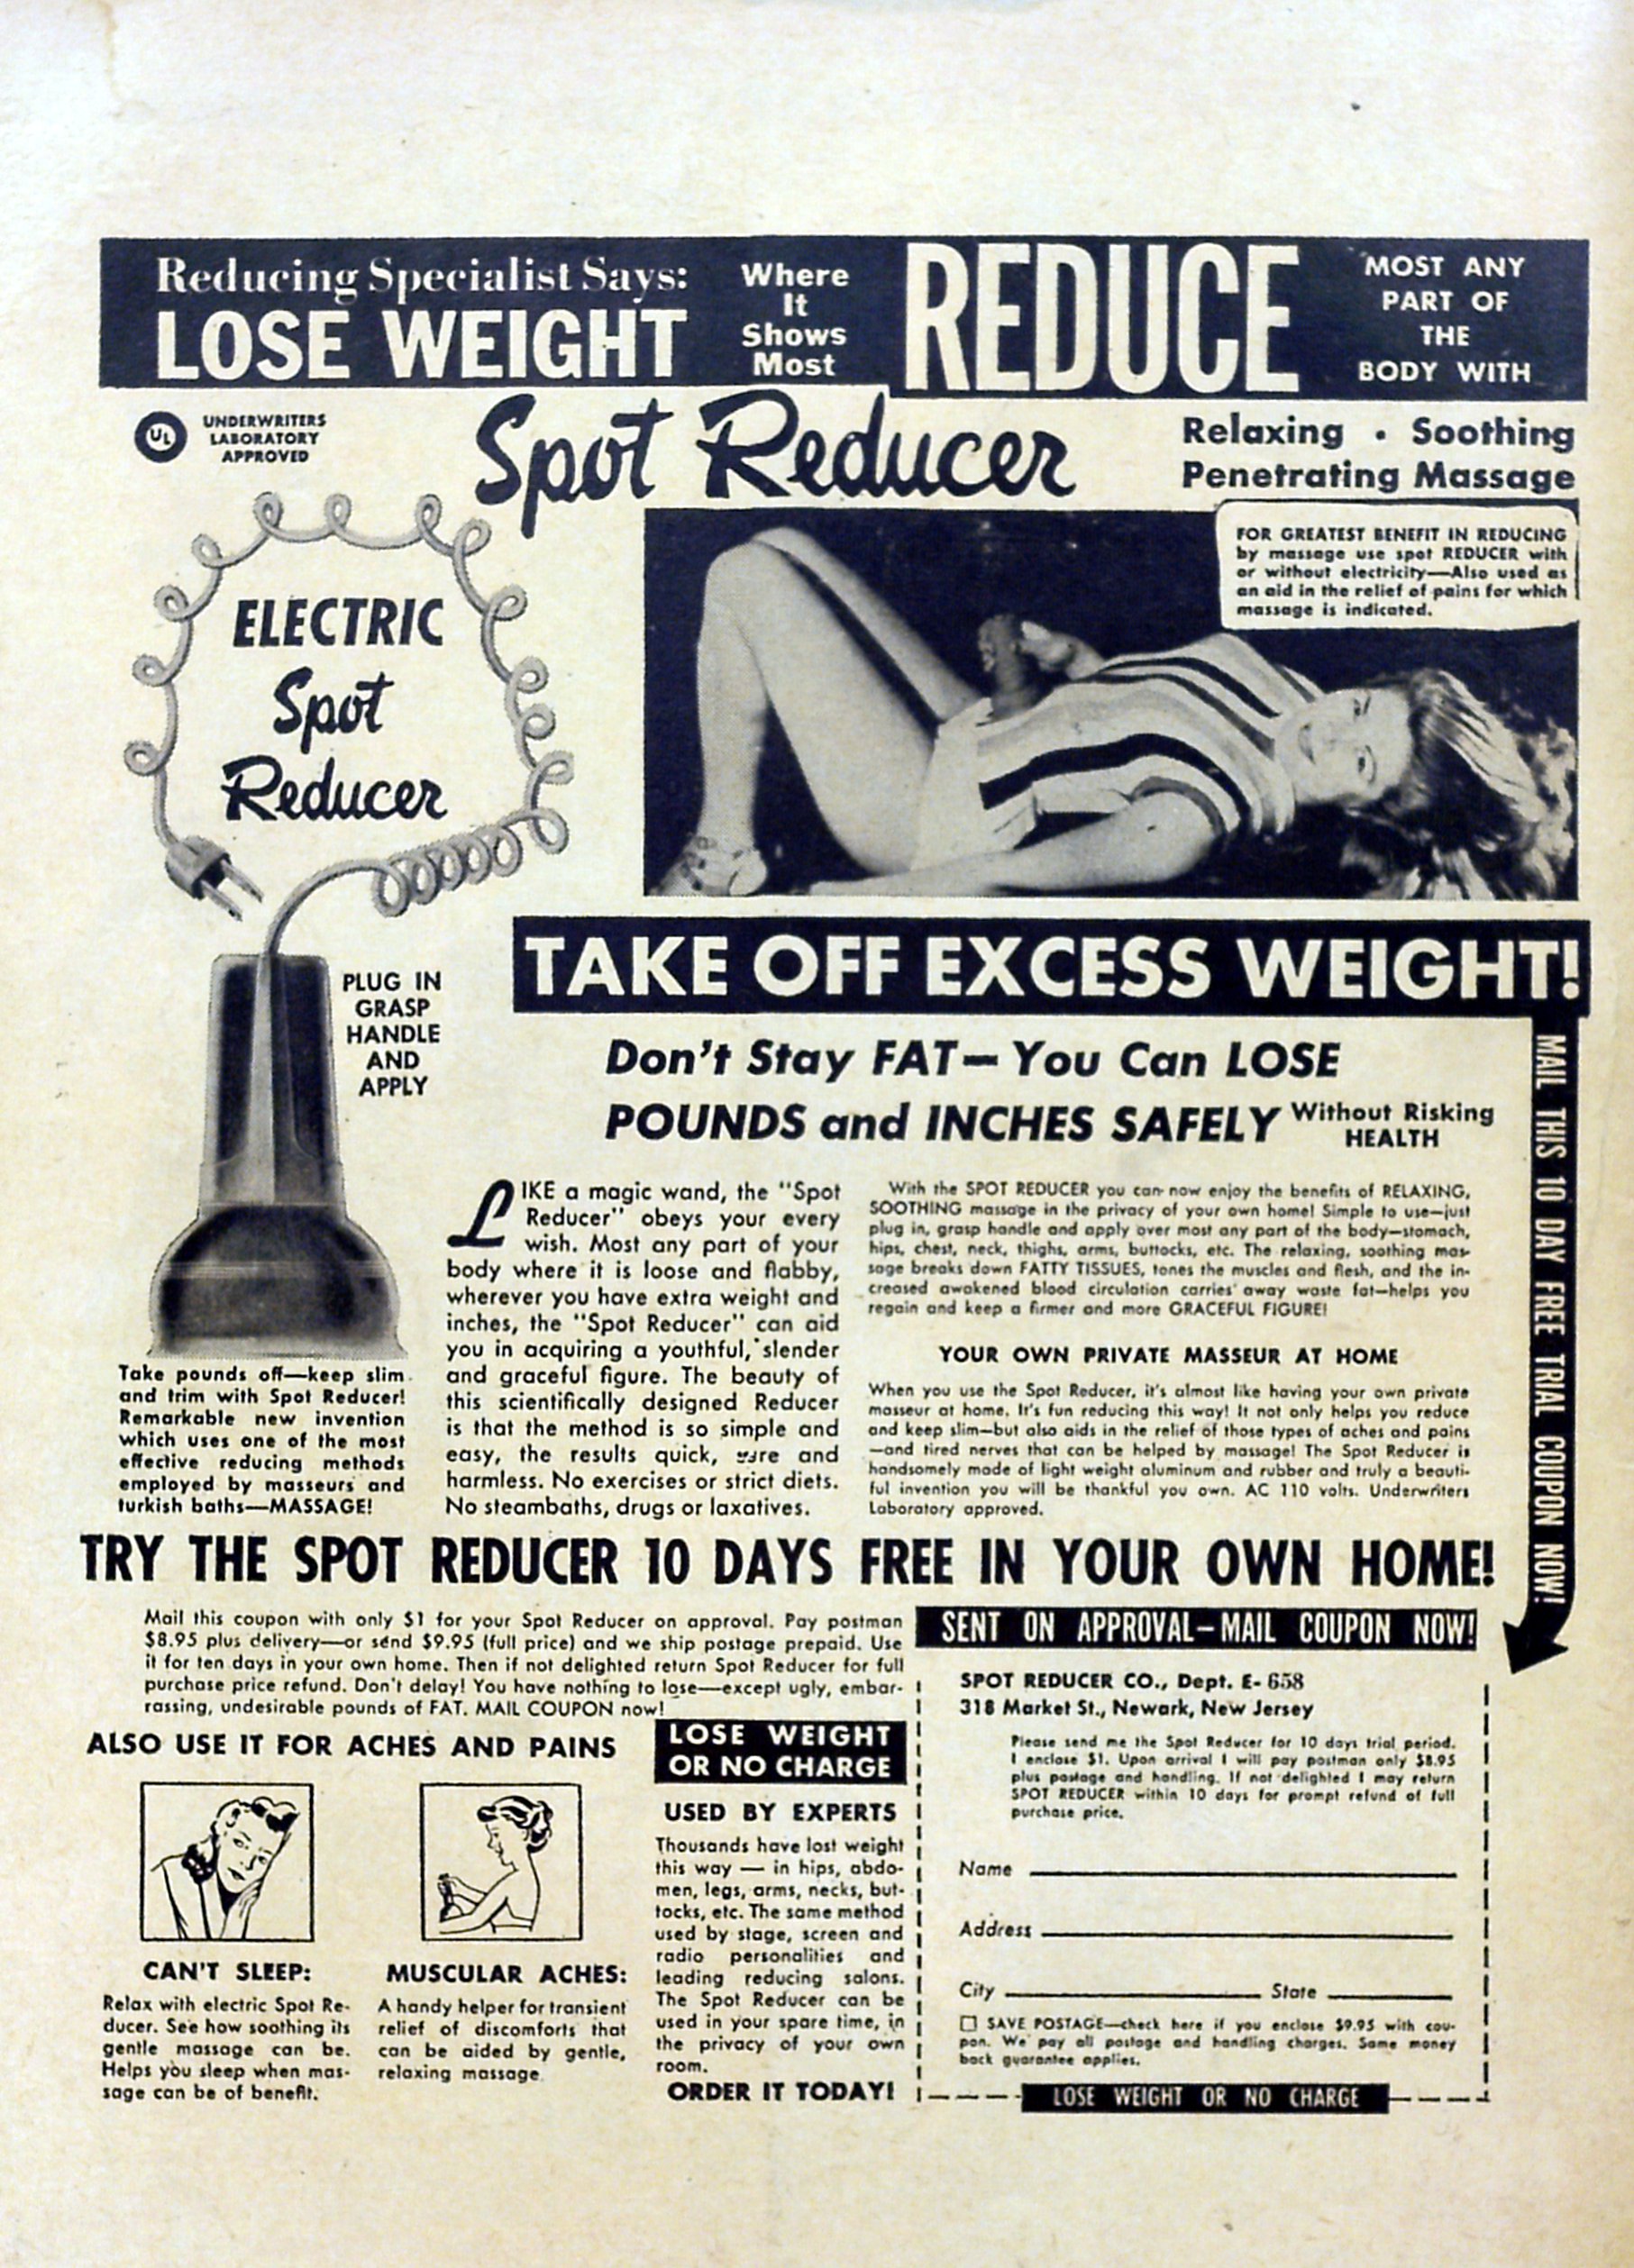 Reducing Specialist Says:
LOSE WEIGHT
Where
It
Shows
Most
REDUCE
MOST ANY
PART OF
THE
BODY WITH
UL
UNDERWRITERS
LABORATORY
APPROVED
Spot Reducer
Relaxing • Soothing
Penetrating Massage
FOR GREATEST BENEFIT IN REDUCING
by massage use spot REDUCER with
or without electricity—Also used as
an aid in the relief of pains for which
massage is indicated.
ELECTRIC
Spot
Reducer
PLUG IN
GRASP
HANDLE
AND
APPLY
TAKE OFF EXCESS WEIGHT!
Don't Stay FAT—You Can LOSE
POUNDS and INCHES SAFELY Without Risking
HEALTH
MAIL THIS 10 DAY FREE TRIAL COUPON NOW!
Take pounds off—keep slim
and trim with Spot Reducer!
Remarkable new invention
which uses one of the most
effective reducing methods
employed by masseurs and
turkish baths—MASSAGE!
LIKE a magic wand, the "Spot
Reducer" obeys your every
wish. Most any part of your
body where it is loose and flabby,
wherever you have extra weight and
inches, the "Spot Reducer" can aid
you in acquiring a youthful, slender
and graceful figure. The beauty of
this scientifically designed Reducer
is that the method is so simple and
easy, the results quick, sure and
harmless. No exercises or strict diets.
No steambaths, drugs or laxatives.
With the SPOT REDUCER you can now enjoy the benefits of RELAXING,
SOOTHING massage in the privacy of your own home! Simple to use—just
plug in, grasp handle and apply over most any part of the body—stomach,
hips, chest, neck, thighs, arms, buttocks, etc. The relaxing, soothing mas-
sage breaks down FATTY TISSUES, tones the muscles and flesh, and the in-
creased awakened blood circulation carries away waste fat—helps you
regain and keep a firmer and more GRACEFUL FIGURE!
YOUR OWN PRIVATE MASSEUR AT HOME
When you use the Spot Reducer, it's almost like having your own private
masseur at home. It's fun reducing this way! It not only helps you reduce
and keep slim—but also aids in the relief of those types of aches and pains
—and tired nerves that can be helped by massage! The Spot Reducer is
handsomely made of light weight aluminum and rubber and truly a beauti-
ful invention you will be thankful you own. AC 110 volts. Underwriters
Laboratory approved.
TRY THE SPOT REDUCER 10 DAYS FREE IN YOUR OWN HOME!
Mail this coupon with only $1 for your Spot Reducer on approval. Pay postman
$8.95 plus delivery—or send $9.95 (full price) and we ship postage prepaid. Use
it for ten days in your own home. Then if not delighted return Spot Reducer for full
purchase price refund. Don't delay! You have nothing to lose—except ugly, embar-
rassing, undesirable pounds of FAT. MAIL COUPON now!
ALSO USE IT FOR ACHES AND PAINS
CAN'T SLEEP:
Relax with electric Spot Re-
ducer. See how soothing its
gentle massage can be.
Helps you sleep when mas-
sage can be of benefit.
MUSCULAR ACHES:
A handy helper for transient
relief of discomforts that
can be aided by gentle,
relaxing massage.
LOSE WEIGHT
OR NO CHARGE
USED BY EXPERTS
Thousands have lost weight
this way — in hips, abdo-
men, legs, arms, necks, but-
tocks, etc. The same method
used by stage, screen and
radio personalities and
leading reducing salons.
The Spot Reducer can be
used in your spare time, in
the privacy of your own
room.
ORDER IT TODAY!
SENT ON APPROVAL—MAIL COUPON NOW!
SPOT REDUCER CO., Dept. E-658
318 Market St., Newark, New Jersey
Please send me the Spot Reducer for 10 days trial period.
I enclose $1. Upon arrival I will pay postman only $8.95
plus postage and handling. If not delighted I may return
SPOT REDUCER within 10 days for prompt refund of full
purchase price.
Name
Address
City State
SAVE POSTAGE—check here if you enclose $9.95 with cou-
pon. We pay all postage and handling charges. Same money
back guarantee applies.
LOSE WEIGHT OR NO CHARGE